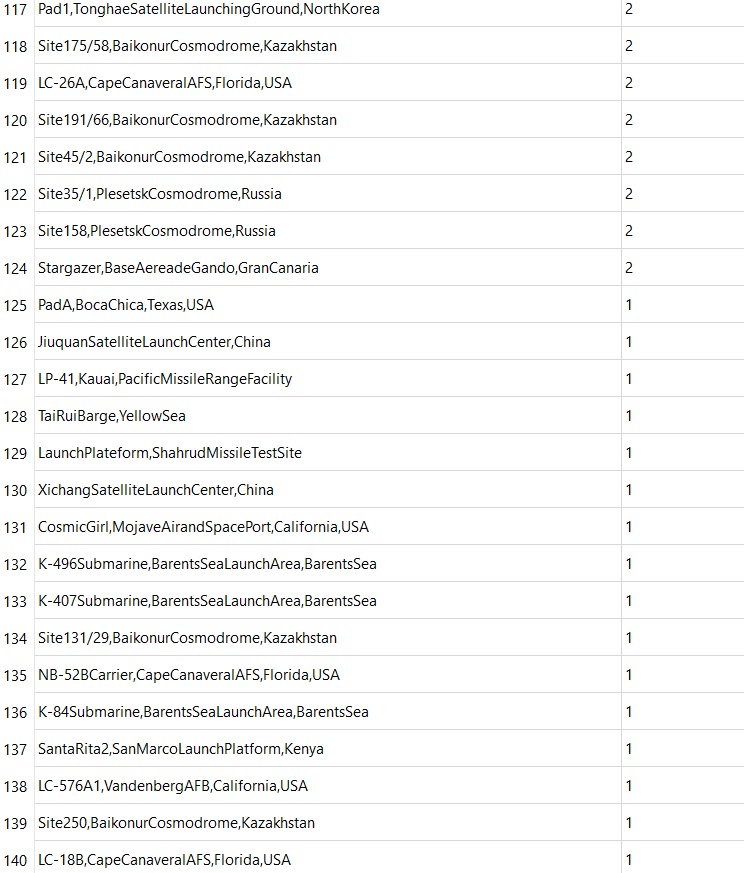 117 Pad1,TonghaeSatelliteLaunchingGround,NorthKorea 2
118 Site175/58,BaikonurCosmodrome,Kazakhstan 2
119 LC-26A,CapeCanaveralAFS,Florida,USA 2
120 Site191/66,BaikonurCosmodrome,Kazakhstan 2
121 Site45/2,BaikonurCosmodrome,Kazakhstan 2
122 Site35/1,PlesetskCosmodrome,Russia 2
123 Site158,PlesetskCosmodrome,Russia 2
124 Stargazer,BaseAereadeGando,GranCanaria 2
125 PadA,BocaChica,Texas,USA 1
126 JiuquanSatelliteLaunchCenter,China 1
127 LP-41,Kauai,PacificMissileRangeFacility 1
128 TaiRuiBarge,YellowSea 1
129 LaunchPlateform,ShahrudMissileTestSite 1
130 XichangSatelliteLaunchCenter,China 1
131 CosmicGirl,MojaveAirandSpacePort,California,USA 1
132 K-496Submarine,BarentsSeaLaunchArea,BarentsSea 1
133 K-407Submarine,BarentsSeaLaunchArea,BarentsSea 1
134 Site131/29,BaikonurCosmodrome,Kazakhstan 1
135 NB-52BCarrier,CapeCanaveralAFS,Florida,USA 1
136 K-84Submarine,BarentsSeaLaunchArea,BarentsSea 1
137 SantaRita2,SanMarcoLaunchPlatform,Kenya 1
138 LC-576A1,VandenbergAFB,California,USA 1
139 Site250,BaikonurCosmodrome,Kazakhstan 1
140 LC-18B,CapeCanaveralAFS,Florida,USA 1